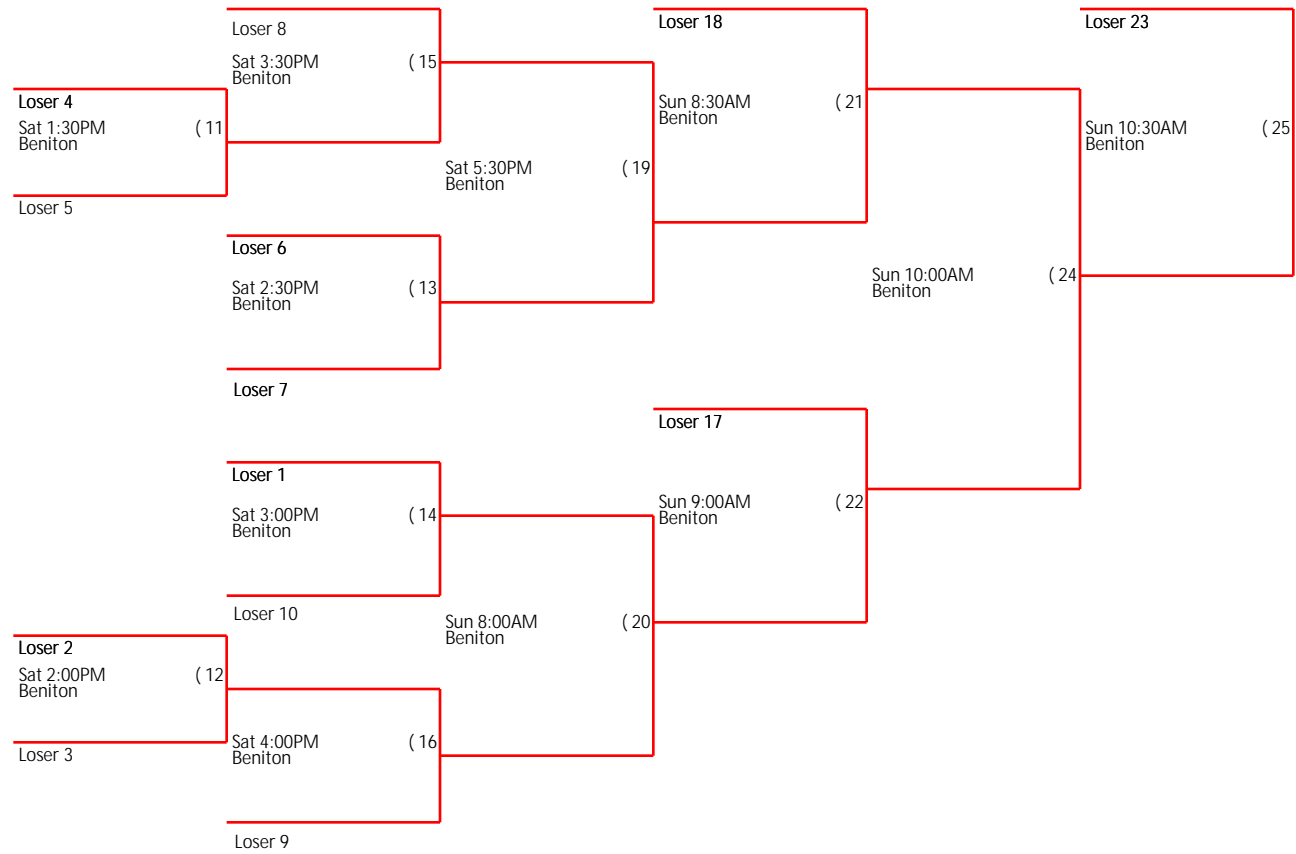 Loser 8
Sat 3:30PM
Beniton
( 15
Loser 4
Sat 1:30PM
Beniton
( 11
Loser 5
Loser 6
Sat 2:30PM
Beniton
( 13
Loser 7
Sat 5:30PM
Beniton
( 19
Loser 18
Sun 8:30AM
Beniton
( 21
Loser 23
Sun 10:30AM
Beniton
( 25
Sun 10:00AM
Beniton
( 24
Loser 17
Sun 9:00AM
Beniton
( 22
Loser 1
Sat 3:00PM
Beniton
( 14
Loser 10
Sun 8:00AM
Beniton
( 20
Loser 2
Sat 2:00PM
Beniton
( 12
Loser 3
Sat 4:00PM
Beniton
( 16
Loser 9